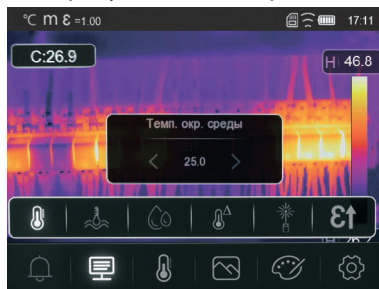 °C m ε =1.00 17:11
C:26.9
H: 46.8
Темп. окр. среды
< 25.0 >
ε↑